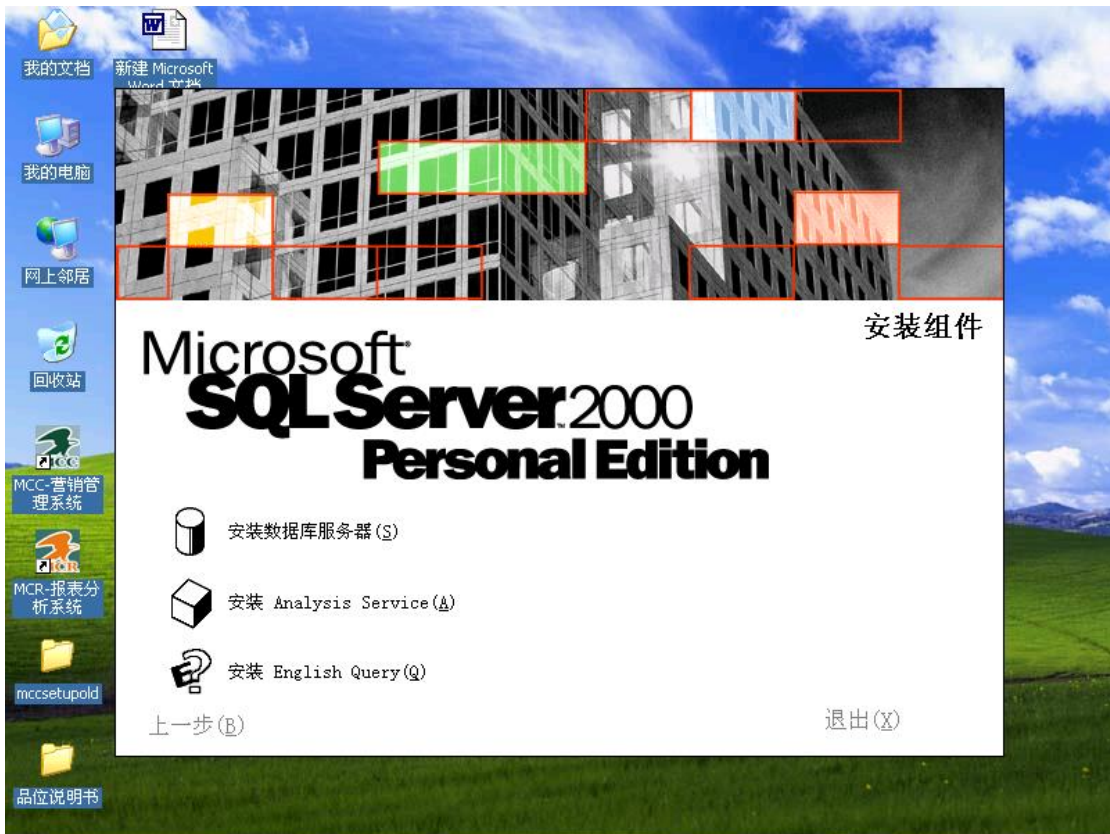 我的文档
新建 Microsoft
Word 文档
我的电脑
网上邻居
回收站
MCC-营销管
理系统
MCR-报表分
析系统
mccsetupold
品位说明书
安装组件
Microsoft
SQL Server 2000
Personal Edition
安装数据库服务器(S)
安装 Analysis Service(A)
安装 English Query(Q)
上一步(B)
退出(X)